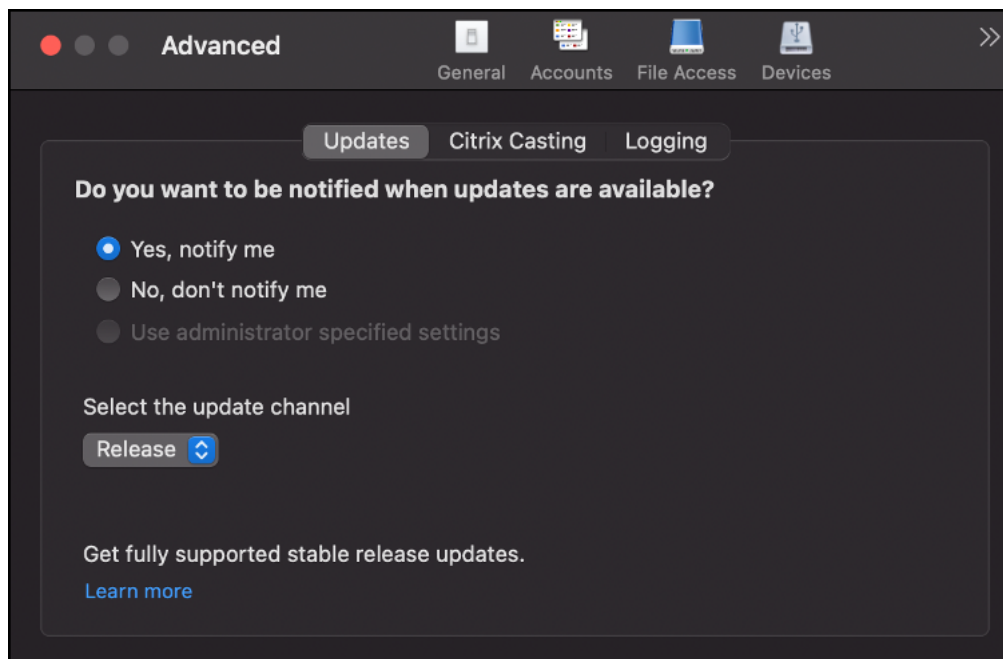 Advanced
General Accounts File Access Devices
Updates Citrix Casting Logging
Do you want to be notified when updates are available?
Yes, notify me
No, don't notify me
Use administrator specified settings
Select the update channel
Release
Get fully supported stable release updates.
Learn more